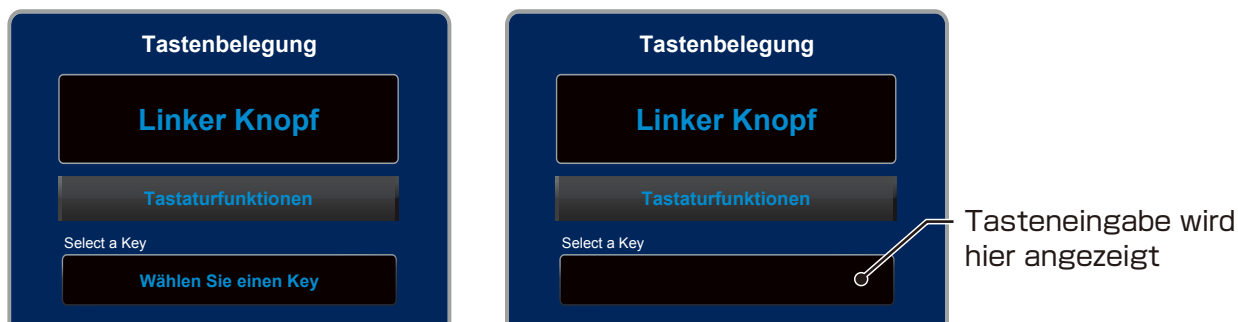 Tastenbelegung
Linker Knopf
Tastaturfunktionen
Select a Key
Wählen Sie einen Key
Tastenbelegung
Linker Knopf
Tastaturfunktionen
Select a Key
Tasteneingabe wird
hier angezeigt